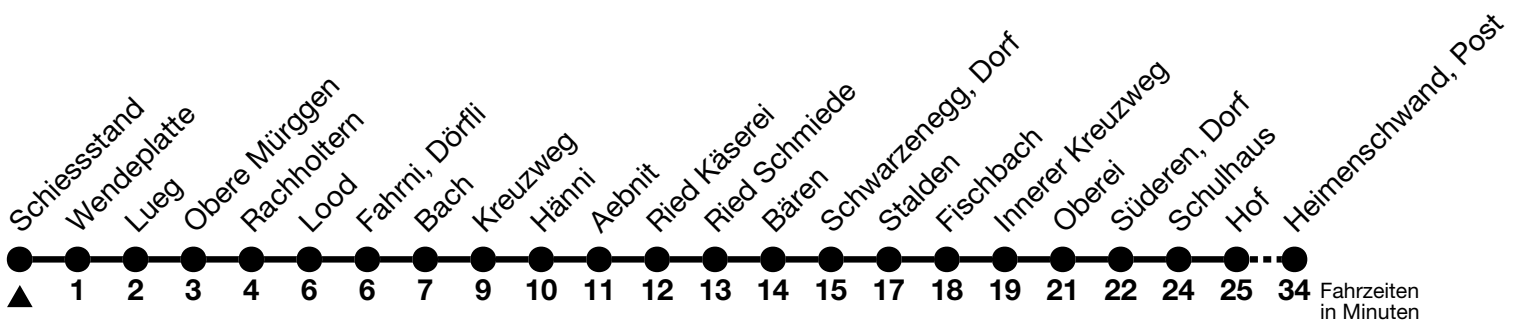 Schiessstand
Wendeplatte
Lueg
Obere Mürggen
Rachholtern
Lood
Fahrni, Dörfli
Bach
Kreuzweg
Hänni
Aebnit
Ried Käserei
Ried Schmiede
Bären
Schwarzenegg, Dorf
Stalden
Fischbach
Innerer Kreuzweg
Oberei
Süderen, Dorf
Schulhaus
Hof
Heimenschwand, Post
1 2 3 4 6 6 7 9 10 11 12 13 14 15 17 18 19 21 22 24 25 34 Fahrzeiten
in Minuten